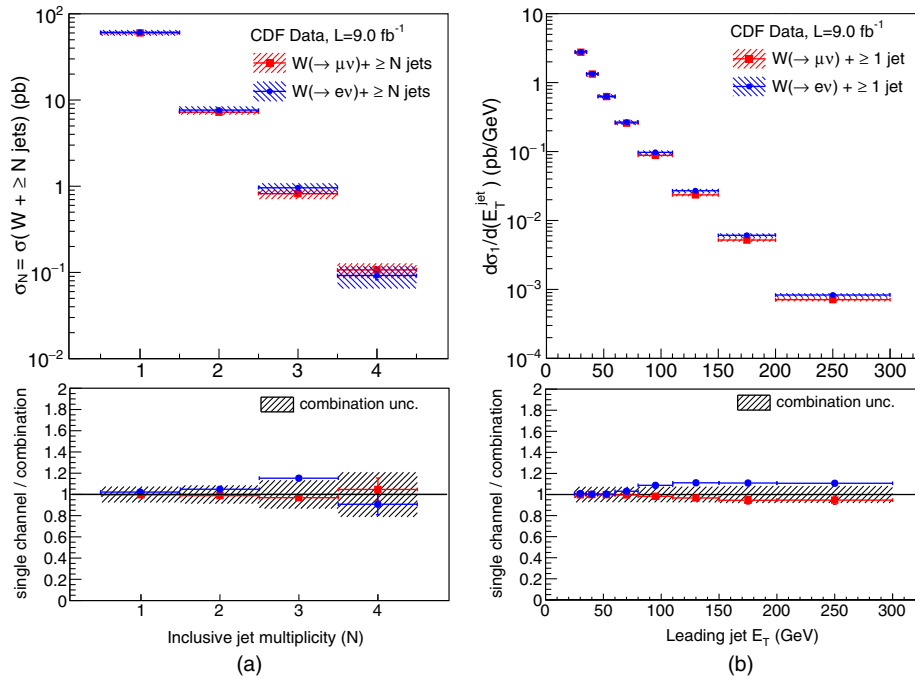 CDF Data, L=9.0 fb⁻¹
W(→ μν)+ ≥ N jets
W(→ eν)+ ≥ N jets
σ_N = σ(W + ≥ N jets) (pb)
10²
10
1
10⁻¹
10⁻²
1 2 3 4
combination unc.
single channel / combination
2
1.8
1.6
1.4
1.2
1
0.8
0.6
0.4
0.2
0
1 2 3 4
Inclusive jet multiplicity (N)
(a)
CDF Data, L=9.0 fb⁻¹
W(→ μν) + ≥ 1 jet
W(→ eν) + ≥ 1 jet
dσ₁/d(E_T^jet) (pb/GeV)
10
1
10⁻¹
10⁻²
10⁻³
10⁻⁴
0 50 100 150 200 250 300
combination unc.
single channel / combination
2
1.8
1.6
1.4
1.2
1
0.8
0.6
0.4
0.2
0
0 50 100 150 200 250 300
Leading jet E_T (GeV)
(b)